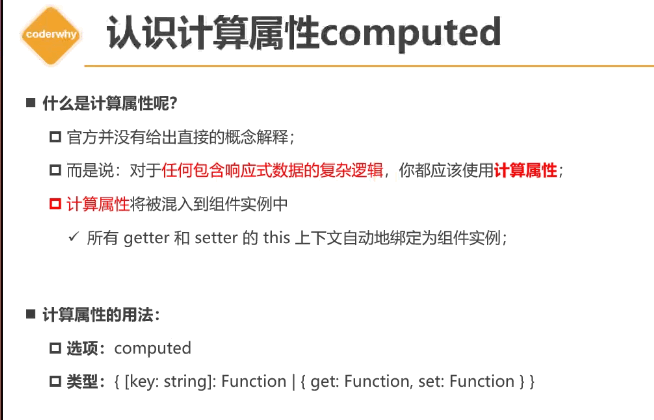 coderwhy
认识计算属性computed
什么是计算属性呢？
官方并没有给出直接的概念解释；
而是说：对于任何包含响应式数据的复杂逻辑，你都应该使用计算属性；
计算属性将被混入到组件实例中
所有 getter 和 setter 的 this 上下文自动地绑定为组件实例；
计算属性的用法：
选项：computed
类型：{ [key: string]: Function | { get: Function, set: Function } }